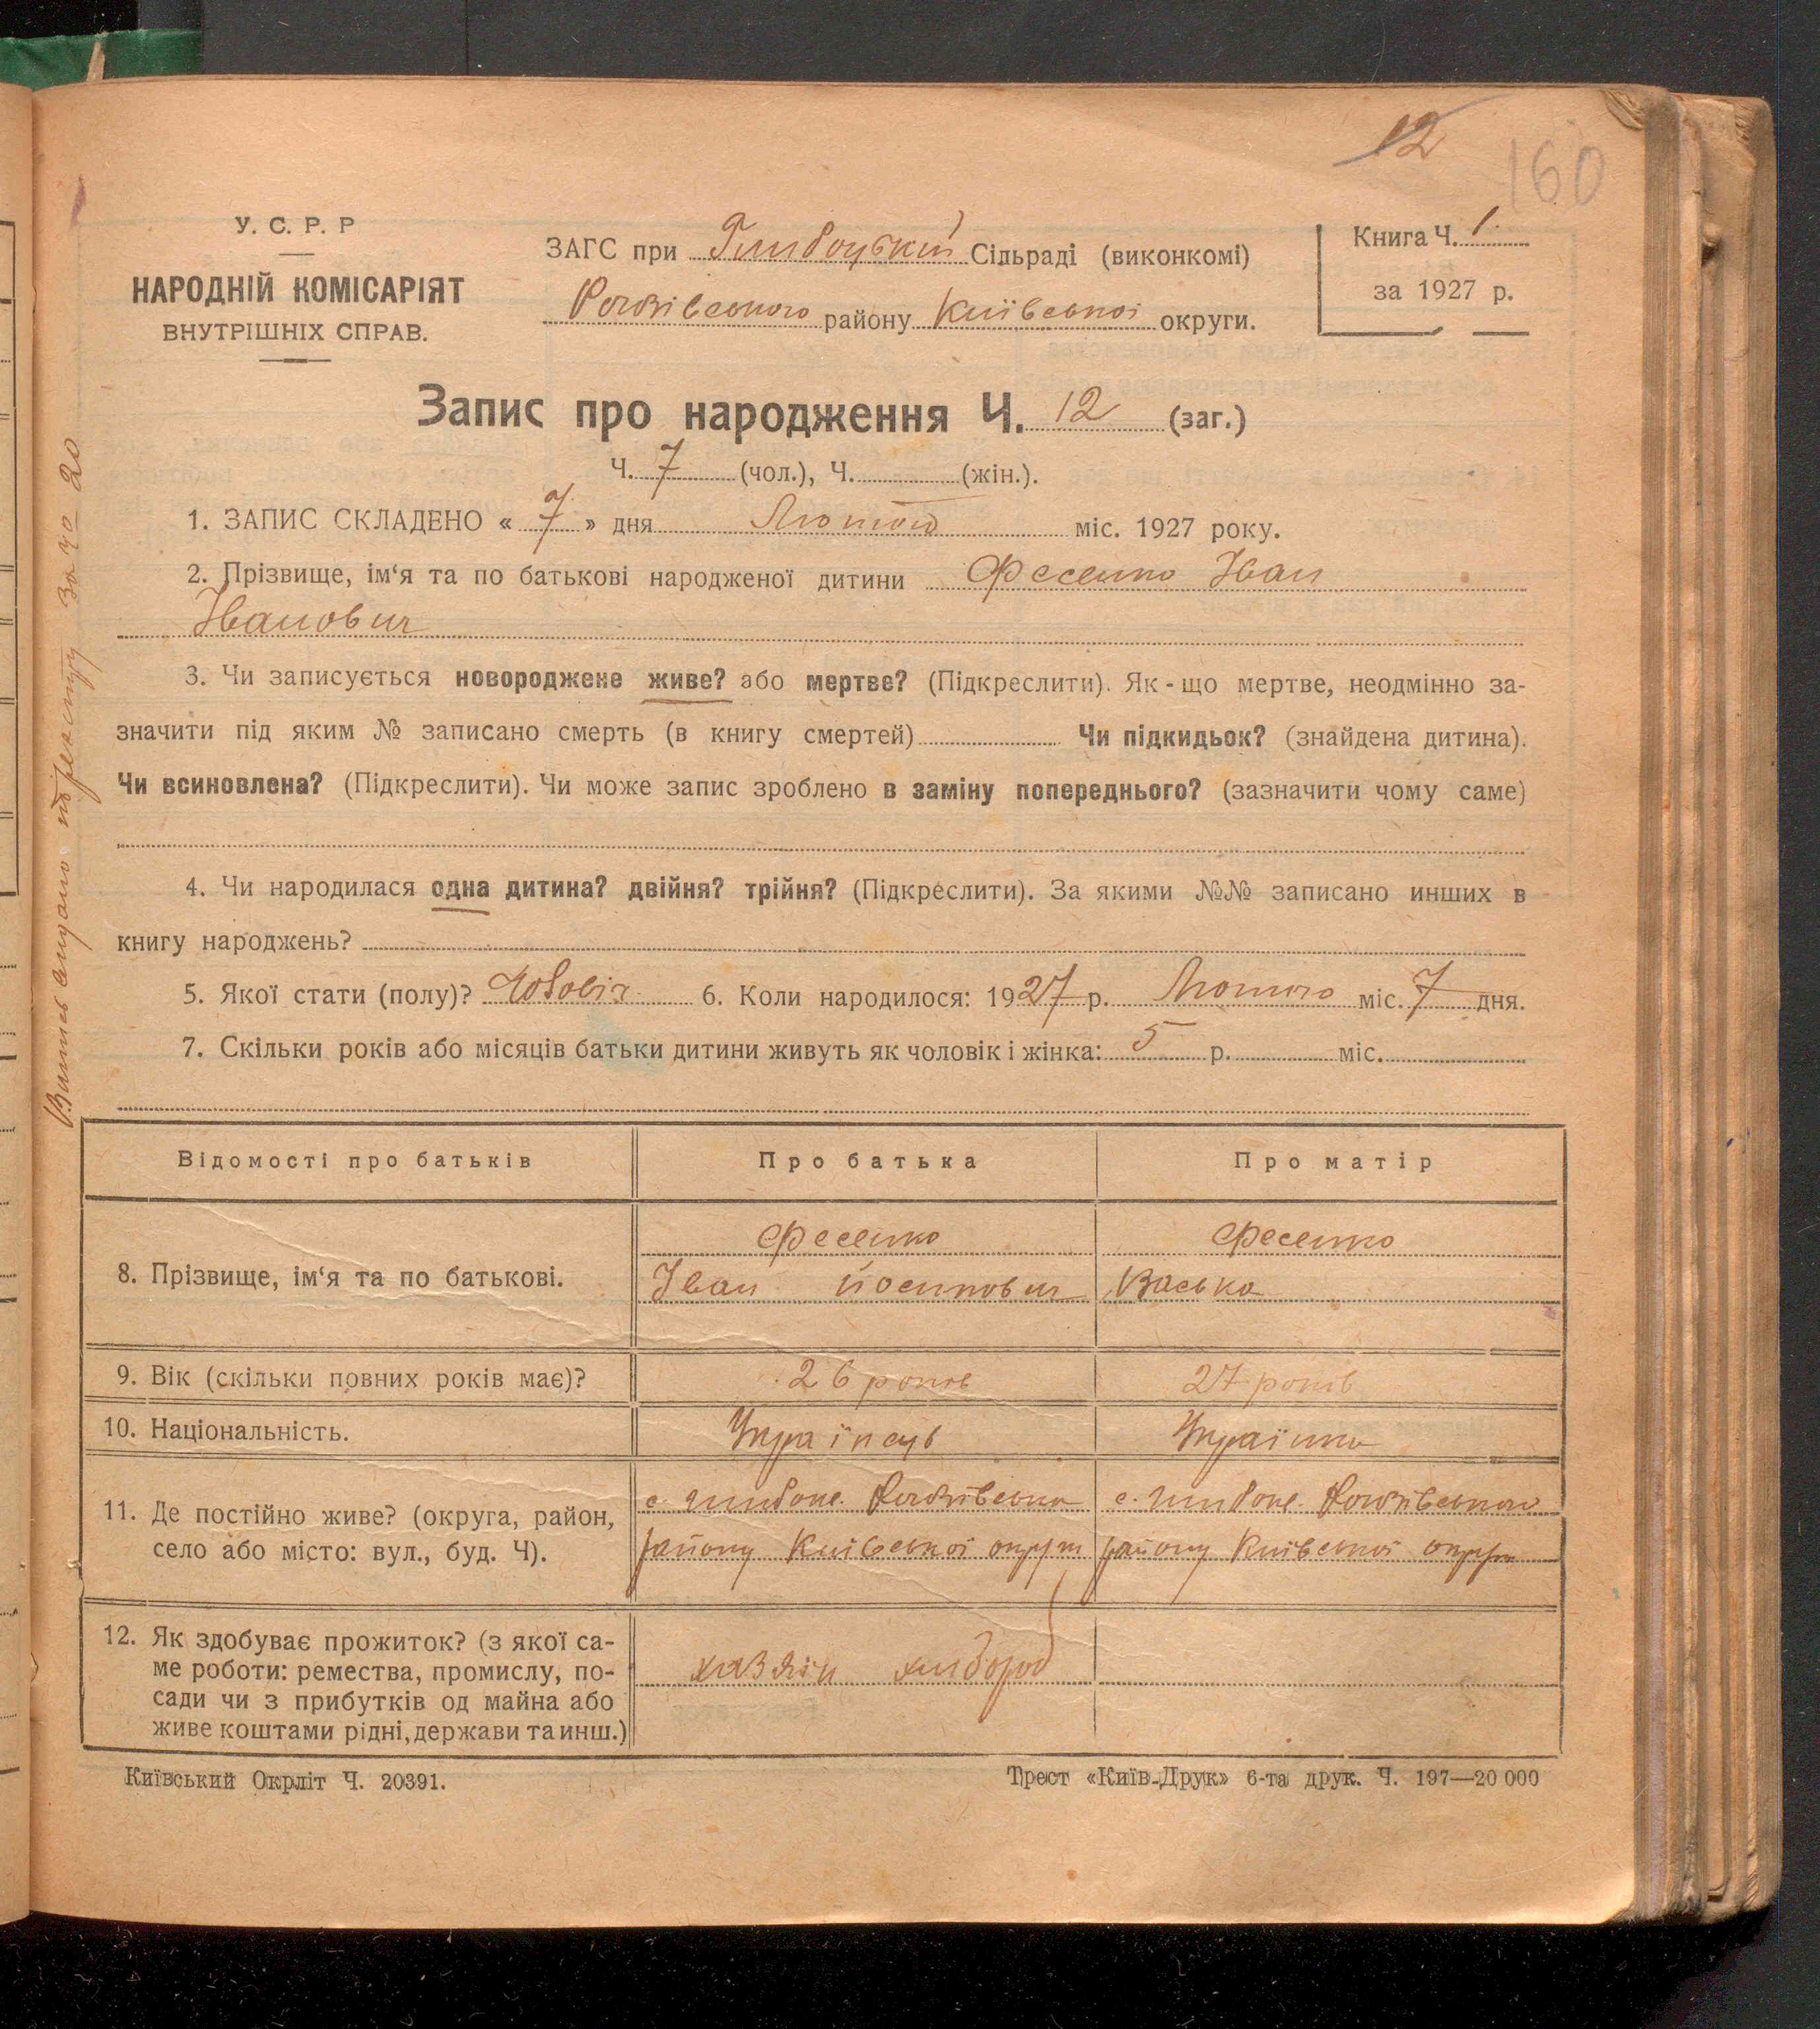 12
160
У. С. Р. Р
НАРОДНІЙ КОМІСАРІЯТ
ВНУТРІШНІХ СПРАВ.
ЗАГС при Глибоцькій Сільраді (виконкомі)
району Київської округи.
Книга Ч. 1
за 1927 р.
Запис про народження Ч. 12 (заг.)
Ч. 7 (чол.), Ч. (жін.).
1. ЗАПИС СКЛАДЕНО « 7 » дня Лютого міс. 1927 року.
2. Прізвище, ім‘я та по батькові народженої дитини Фесенко Іван
Іванович
3. Чи записується новороджене живе? або мертве? (Підкреслити). Як-що мертве, неодмінно за-
значити під яким № записано смерть (в книгу смертей) Чи підкидьок? (знайдена дитина).
Чи всиновлена? (Підкреслити). Чи може запис зроблено в заміну попереднього? (зазначити чому саме)
4. Чи народилася одна дитина? двійня? трійня? (Підкреслити). За якими №№ записано инших в
книгу народжень?
5. Якої стати (полу)? Чоловіч. 6. Коли народилося: 1927 р. Лютого міс. 7 дня.
7. Скільки років або місяців батьки дитини живуть як чоловік і жінка: 5 р. міс.
Відомості про батьків Про батька Про матір
8. Прізвище, ім‘я та по батькові.
Фесенко Фесенко
Іван Йосипович Васька
9. Вік (скільки повних років має)? 26 років 27 років
10. Національність. Українець Українка
11. Де постійно живе? (округа, район,
село або місто: вул., буд. Ч).
с. Глибоке с. Глибоке
району Київської округи району Київської округи
12. Як здобуває прожиток? (з якої са-
ме роботи: ремества, промислу, по-
сади чи з прибутків од майна або
живе коштами рідні, держави та инш.)
хазяїн хлібороб
Київський Окрліт Ч. 20391.
Трест «Київ-Друк» 6-та друк. Ч. 197—20 000